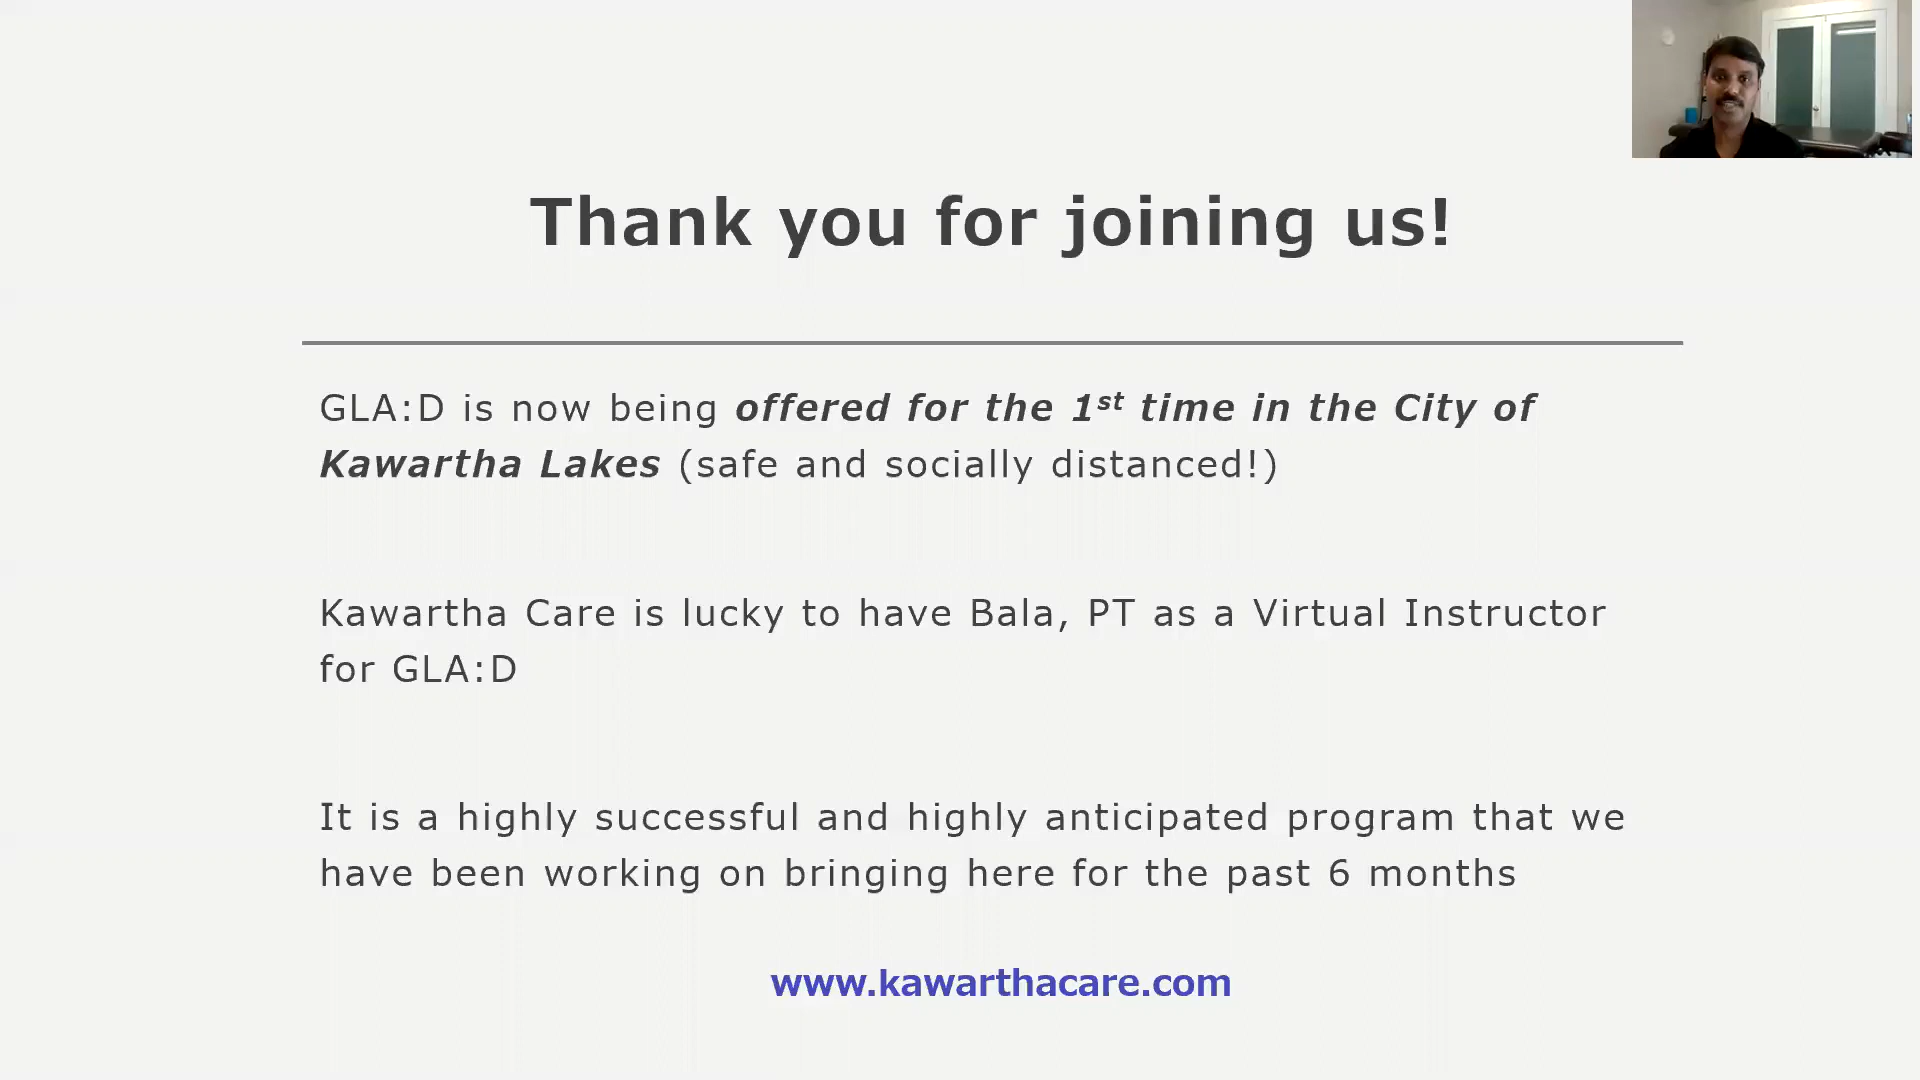 Thank you for joining us!
GLA:D is now being offered for the 1st time in the City of
Kawartha Lakes (safe and socially distanced!)
Kawartha Care is lucky to have Bala, PT as a Virtual Instructor
for GLA:D
It is a highly successful and highly anticipated program that we
have been working on bringing here for the past 6 months
www.kawarthacare.com